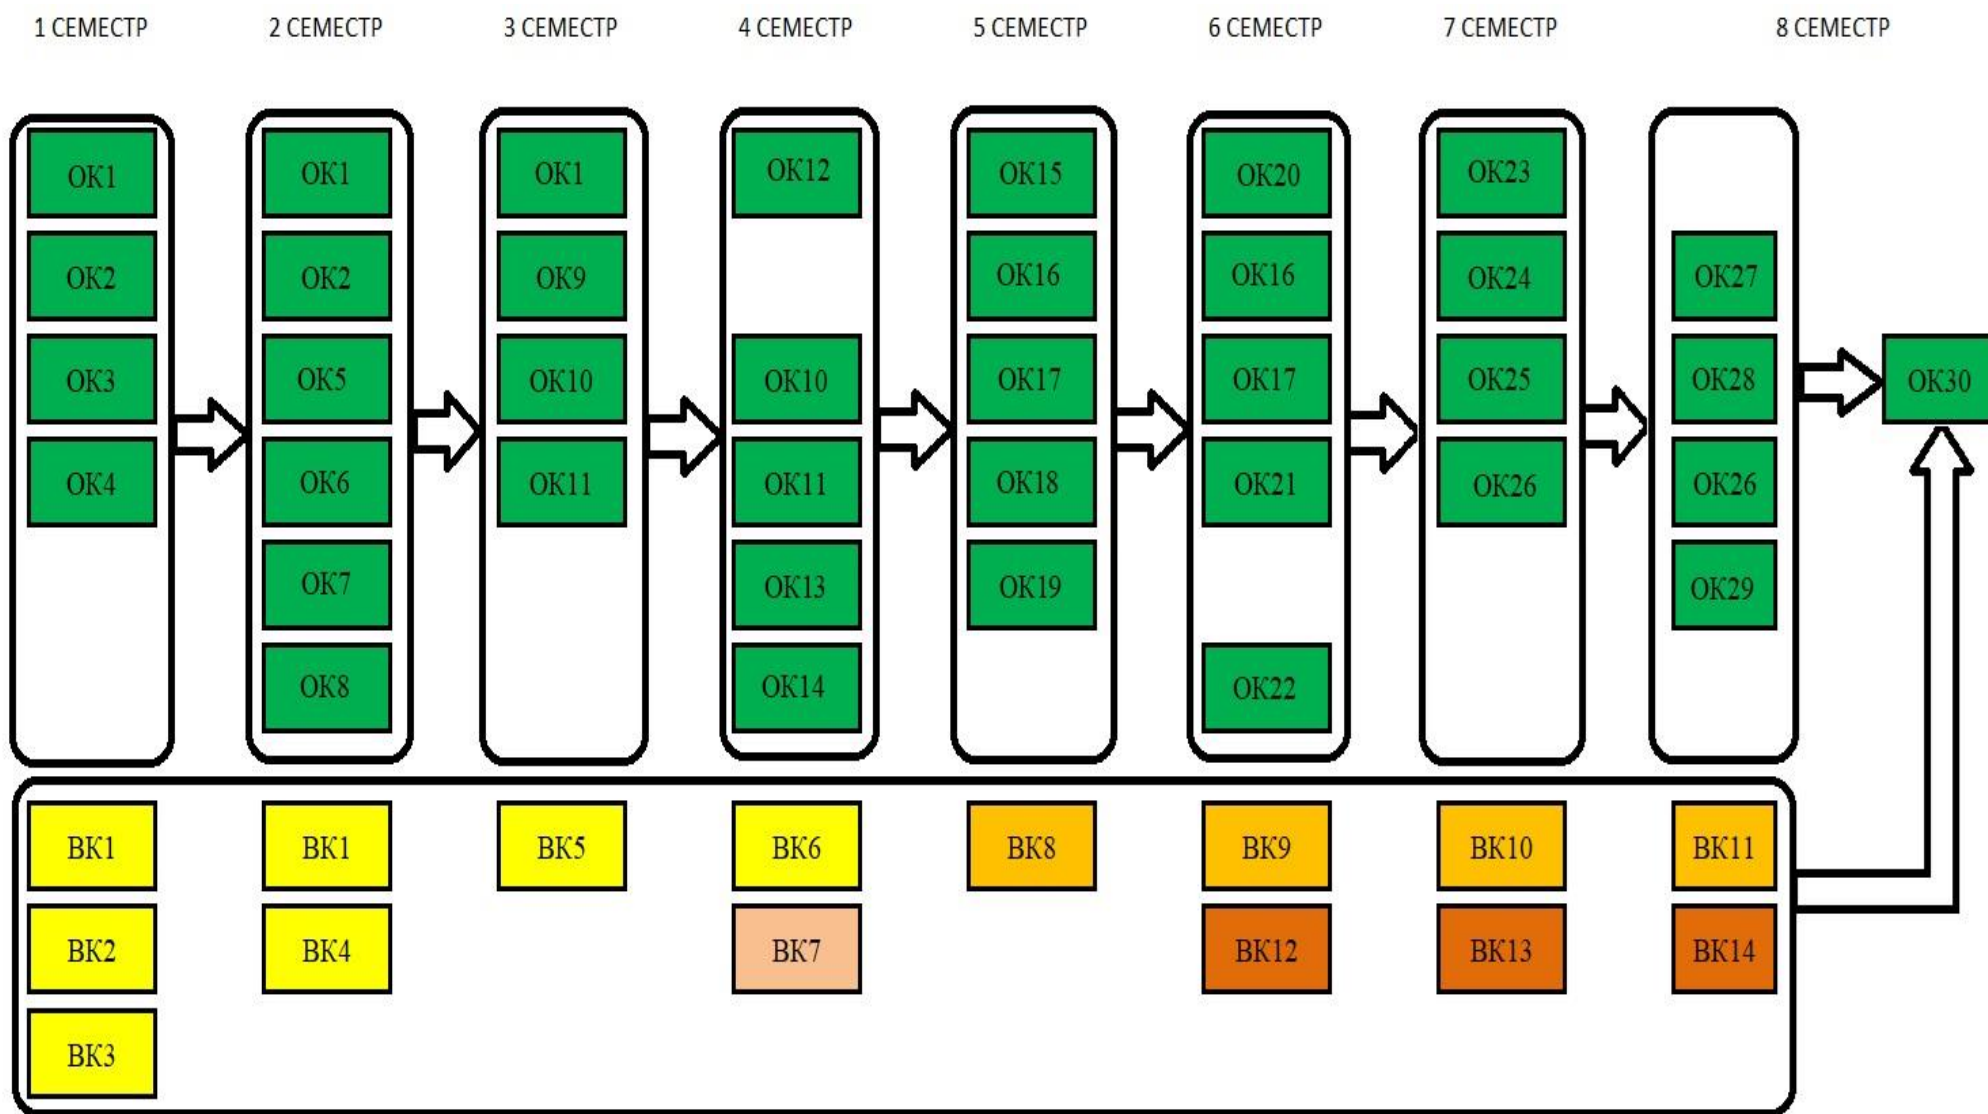 1 СЕМЕСТР 2 СЕМЕСТР 3 СЕМЕСТР 4 СЕМЕСТР 5 СЕМЕСТР 6 СЕМЕСТР 7 СЕМЕСТР 8 СЕМЕСТР
ОК1 ОК1 ОК1 ОК12 ОК15 ОК20 ОК23
ОК2 ОК2 ОК9 ОК16 ОК16 ОК24 ОК27
ОК3 ОК5 ОК10 ОК10 ОК17 ОК17 ОК25 ОК28 ОК30
ОК4 ОК6 ОК11 ОК11 ОК18 ОК21 ОК26 ОК26
ОК7 ОК13 ОК19 ОК29
ОК8 ОК14 ОК22
ВК1 ВК1 ВК5 ВК6 ВК8 ВК9 ВК10 ВК11
ВК2 ВК4 ВК7 ВК12 ВК13 ВК14
ВК3